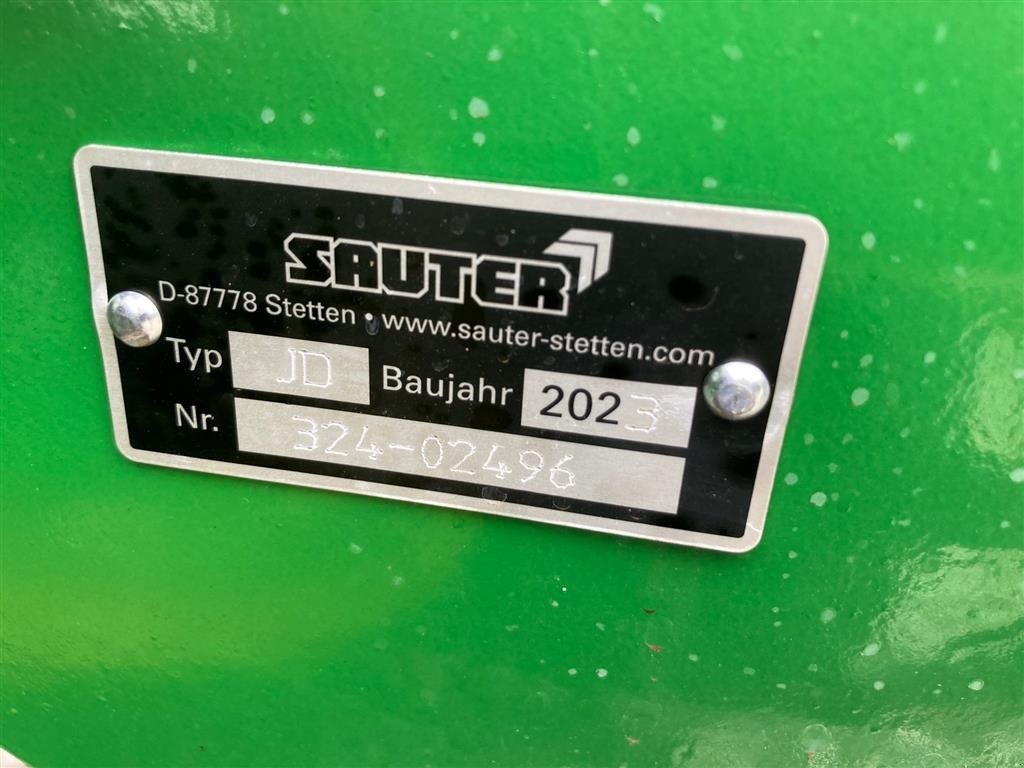 SAUTER
D-87778 Stetten • www.sauter-stetten.com
Typ JD Baujahr 2023
Nr. 324-02496